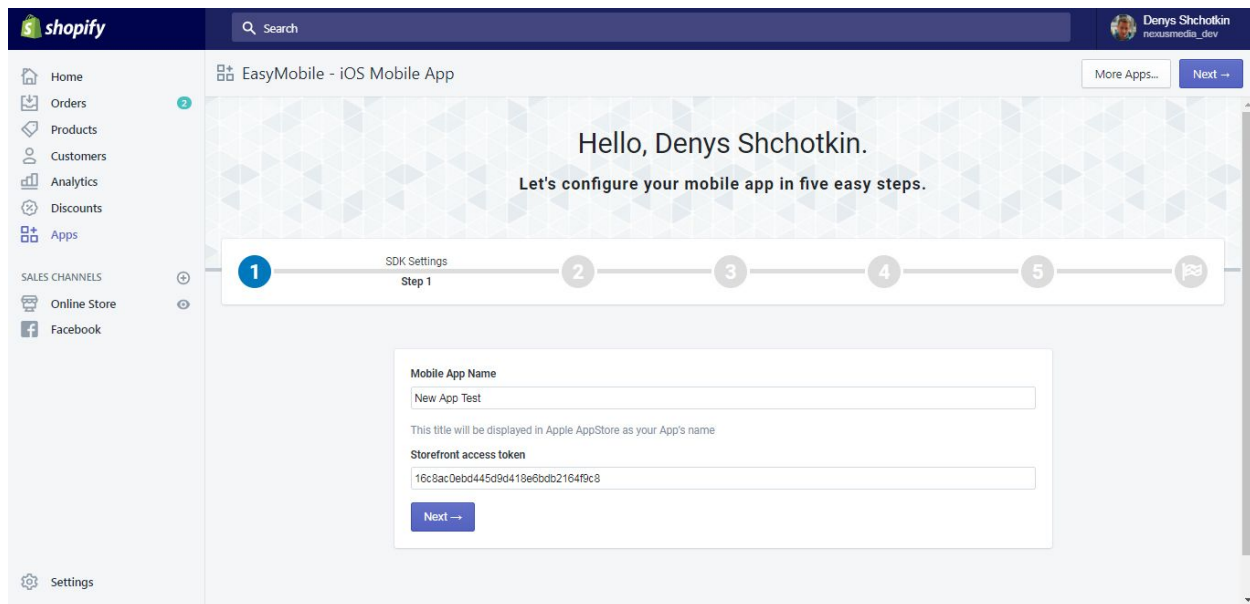 shopify
Search
Denys Shchotkin
nexusmedia_dev
Home
Orders
2
Products
Customers
Analytics
Discounts
Apps
SALES CHANNELS
Online Store
Facebook
Settings
EasyMobile - iOS Mobile App
More Apps...
Next →
Hello, Denys Shchotkin.
Let's configure your mobile app in five easy steps.
1
SDK Settings
Step 1
2
3
4
5
Mobile App Name
New App Test
This title will be displayed in Apple AppStore as your App's name
Storefront access token
16c8ac0ebd445d9d418e6bdb2164f9c8
Next →